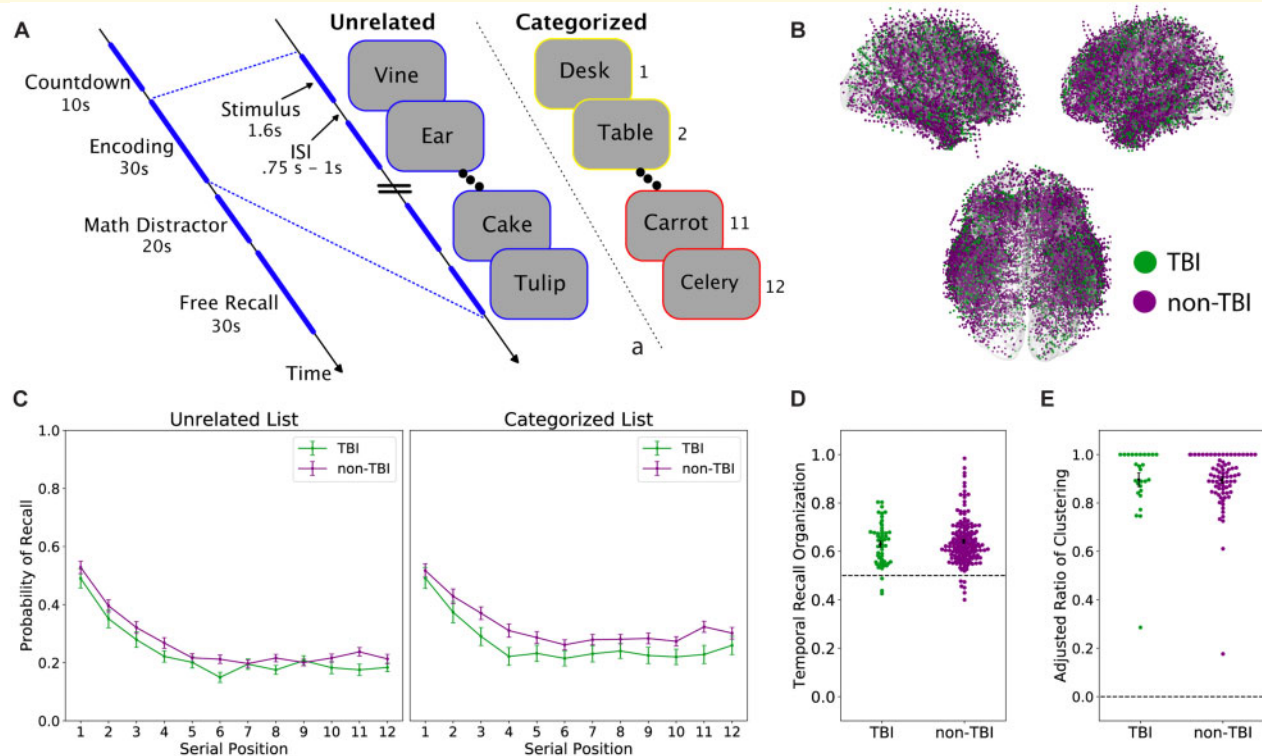 A
Countdown
10s
Encoding
30s
Math Distractor
20s
Free Recall
30s
Time
Stimulus
1.6s
ISI
.75 s – 1s
Unrelated
Vine
Ear
Cake
Tulip
Categorized
Desk
1
Table
2
Carrot
11
Celery
12
a
B
TBI
non-TBI
C
Unrelated List
Probability of Recall
1.0
0.8
0.6
0.4
0.2
0.0
TBI
non-TBI
1 2 3 4 5 6 7 8 9 10 11 12
Serial Position
Categorized List
TBI
non-TBI
1 2 3 4 5 6 7 8 9 10 11 12
Serial Position
D
Temporal Recall Organization
1.0
0.8
0.6
0.4
0.2
0.0
TBI non-TBI
E
Adjusted Ratio of Clustering
1.0
0.8
0.6
0.4
0.2
0.0
TBI non-TBI